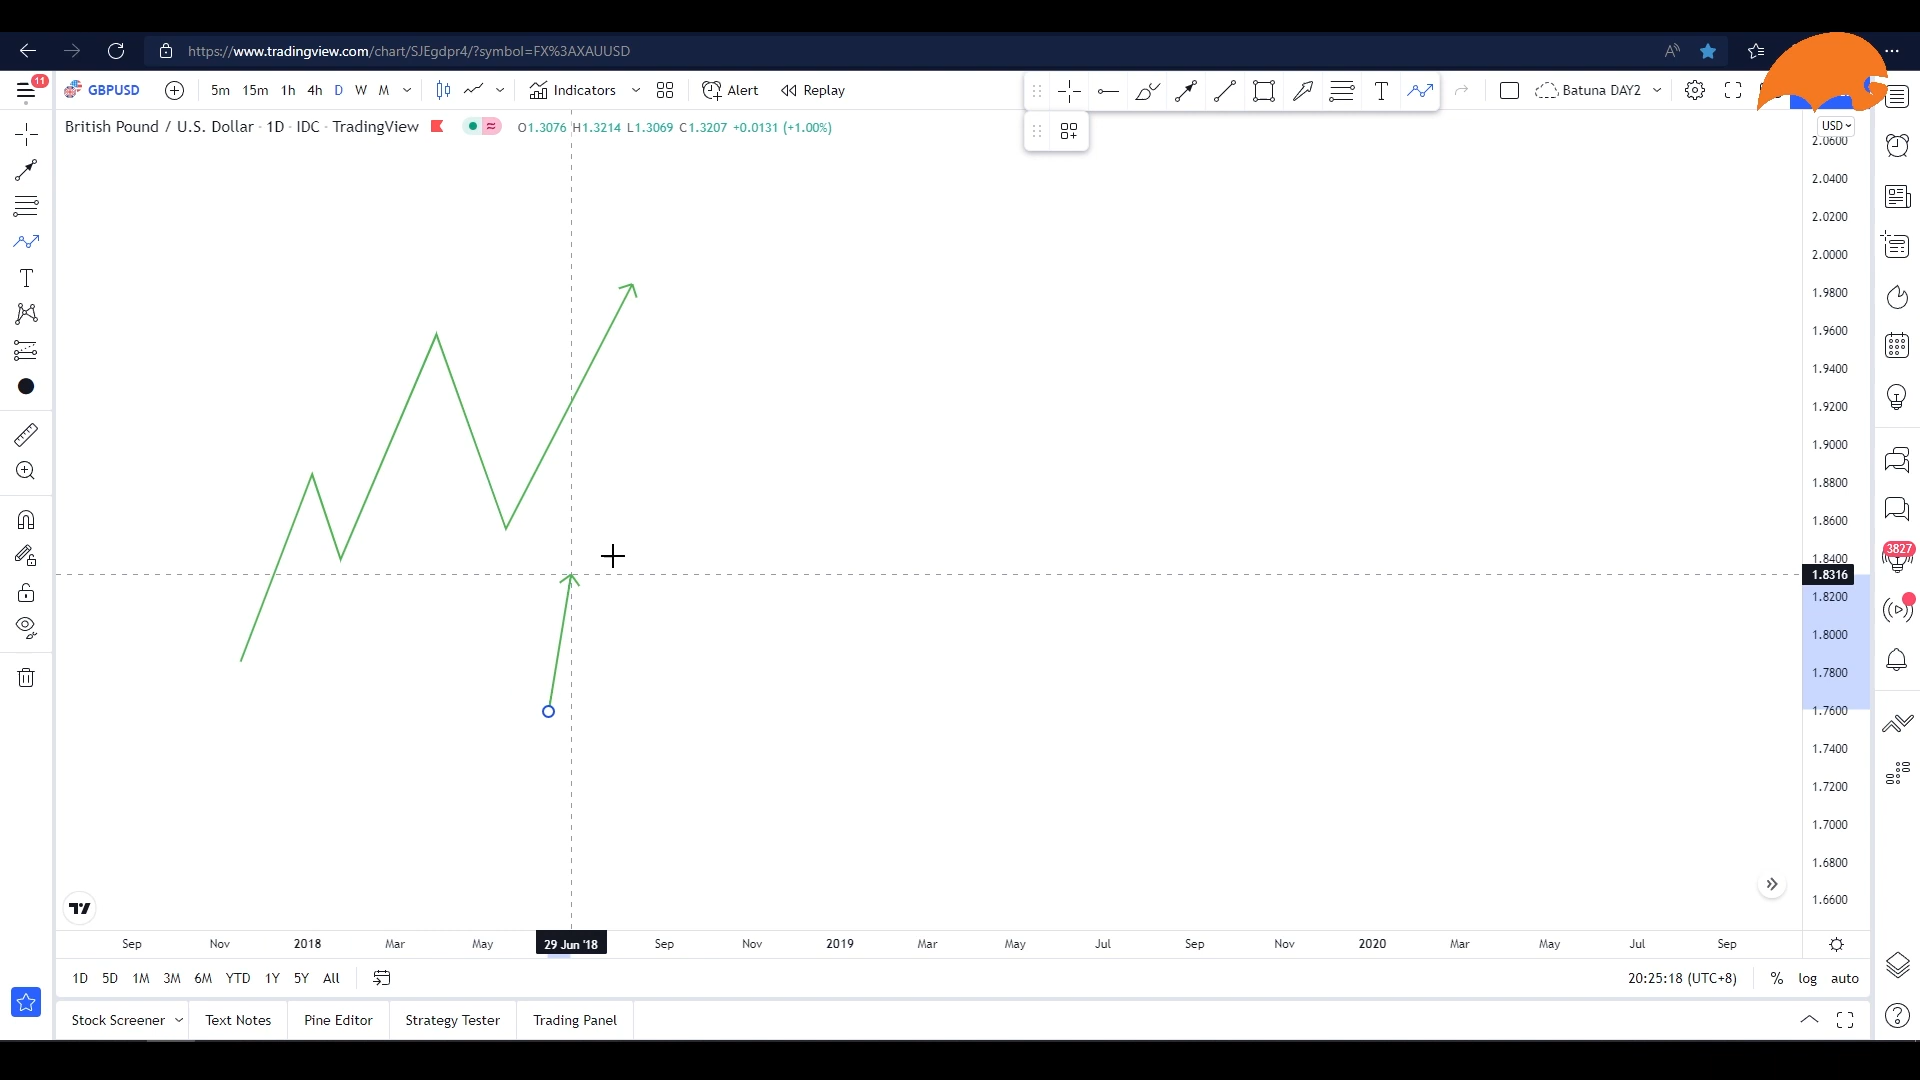 https://www.tradingview.com/chart/SJEgdpr4/?symbol=FX%3AXAUUSD
11
GBPUSD
5m 15m 1h 4h D W M
Indicators
Alert
Replay
T
Batuna DAY2
British Pound / U.S. Dollar · 1D · IDC · TradingView
O1.3076 H1.3214 L1.3069 C1.3207 +0.0131 (+1.00%)
USD
2.0600
2.0400
2.0200
2.0000
1.9800
1.9600
1.9400
1.9200
1.9000
1.8800
1.8600
1.8400
1.8316
1.8200
1.8000
1.7800
1.7600
1.7400
1.7200
1.7000
1.6800
1.6600
3827
Sep Nov 2018 Mar May 29 Jun '18 Sep Nov 2019 Mar May Jul Sep Nov 2020 Mar May Jul Sep
1D 5D 1M 3M 6M YTD 1Y 5Y All
20:25:18 (UTC+8) % log auto
Stock Screener Text Notes Pine Editor Strategy Tester Trading Panel